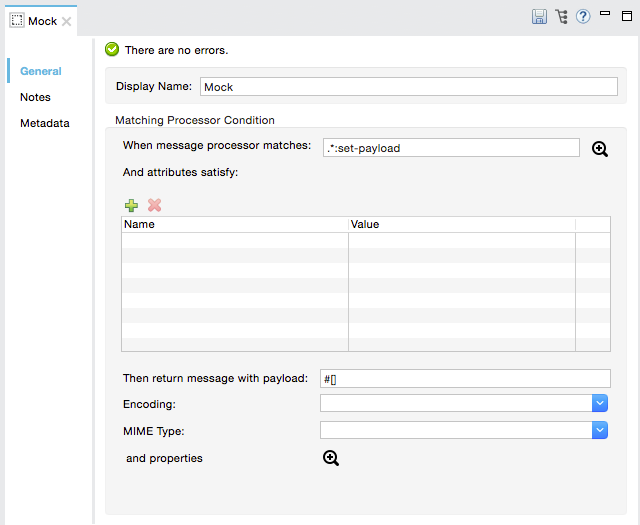 Mock
There are no errors.
General
Notes
Metadata
Display Name: Mock
Matching Processor Condition
When message processor matches: .*:set-payload
And attributes satisfy:
Name Value
Then return message with payload: #[]
Encoding:
MIME Type:
and properties